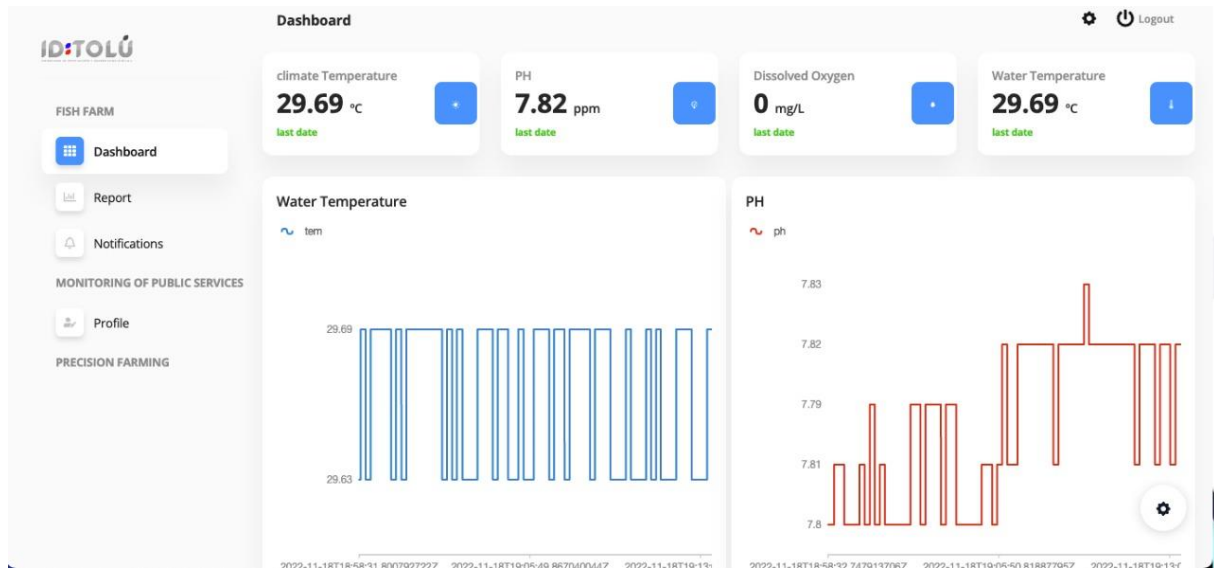 Dashboard
Logout
ID:TOLÚ
FISH FARM
Dashboard
Report
Notifications
MONITORING OF PUBLIC SERVICES
Profile
PRECISION FARMING
climate Temperature
29.69 °C
last date
PH
7.82 ppm
last date
Dissolved Oxygen
0 mg/L
last date
Water Temperature
29.69 °C
last date
Water Temperature
tem
29.69
29.63
PH
ph
7.83
7.82
7.79
7.81
7.8